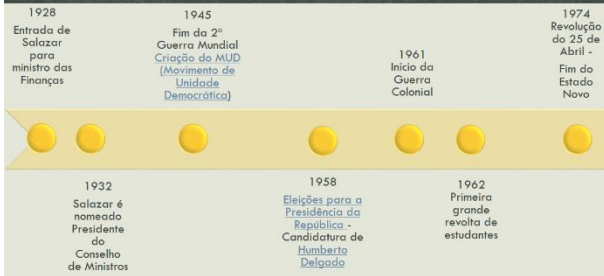 1928
Entrada de
Salazar
para
ministro das
Finanças
1945
Fim da 2ª
Guerra Mundial
Criação do MUD
(Movimento de
Unidade
Democrática)
1961
Início da
Guerra
Colonial
1974
Revolução
do 25 de
Abril -
Fim do
Estado
Novo
1932
Salazar é
nomeado
Presidente
do
Conselho
de Ministros
1958
Eleições para a
Presidência da
República -
Candidatura de
Humberto
Delgado
1962
Primeira
grande
revolta de
estudantes